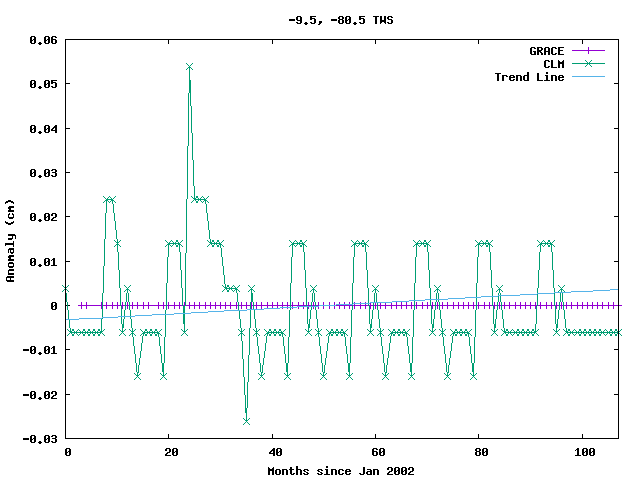 -9.5, -80.5 TWS
0.06
0.05
0.04
0.03
0.02
0.01
0
-0.01
-0.02
-0.03
Anomaly (cm)
GRACE
CLM
Trend Line
0 20 40 60 80 100
Months since Jan 2002